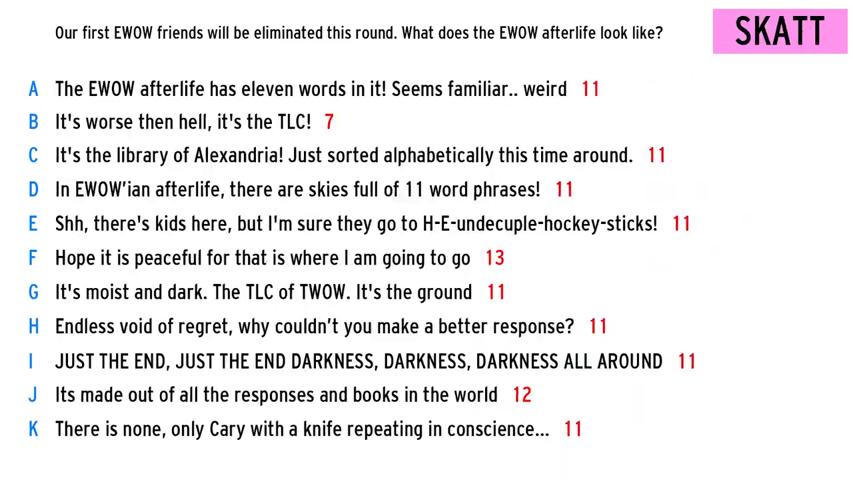 Our first EWOW friends will be eliminated this round. What does the EWOW afterlife look like?
SKATT
A The EWOW afterlife has eleven words in it! Seems familiar.. weird 11
B It's worse then hell, it's the TLC! 7
C It's the library of Alexandria! Just sorted alphabetically this time around. 11
D In EWOW'ian afterlife, there are skies full of 11 word phrases! 11
E Shh, there's kids here, but I'm sure they go to H-E-undecuple-hockey-sticks! 11
F Hope it is peaceful for that is where I am going to go 13
G It's moist and dark. The TLC of TWOW. It's the ground 11
H Endless void of regret, why couldn't you make a better response? 11
I JUST THE END, JUST THE END DARKNESS, DARKNESS, DARKNESS ALL AROUND 11
J Its made out of all the responses and books in the world 12
K There is none, only Cary with a knife repeating in conscience... 11